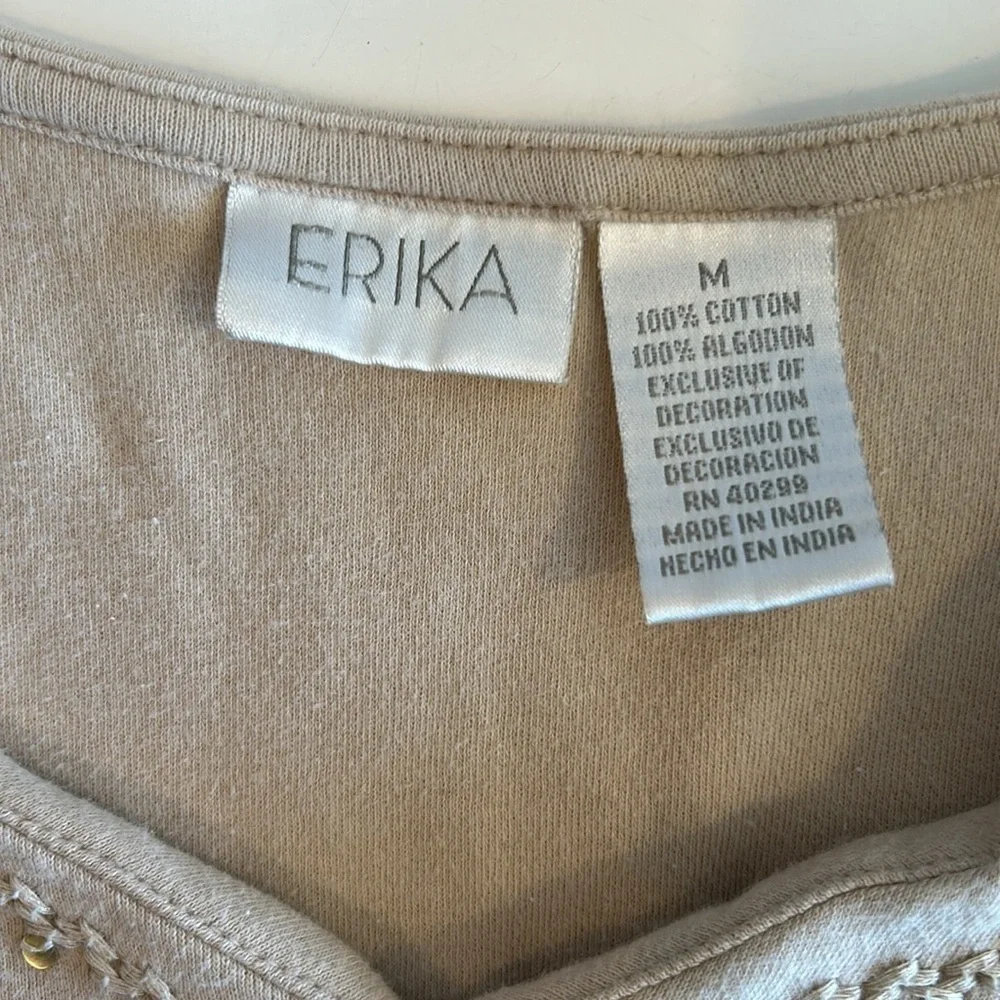 ERIKA
M
100% COTTON
100% ALGODON
EXCLUSIVE OF
DECORATION
EXCLUSIVO DE
DECORACION
RN 40299
MADE IN INDIA
HECHO EN INDIA